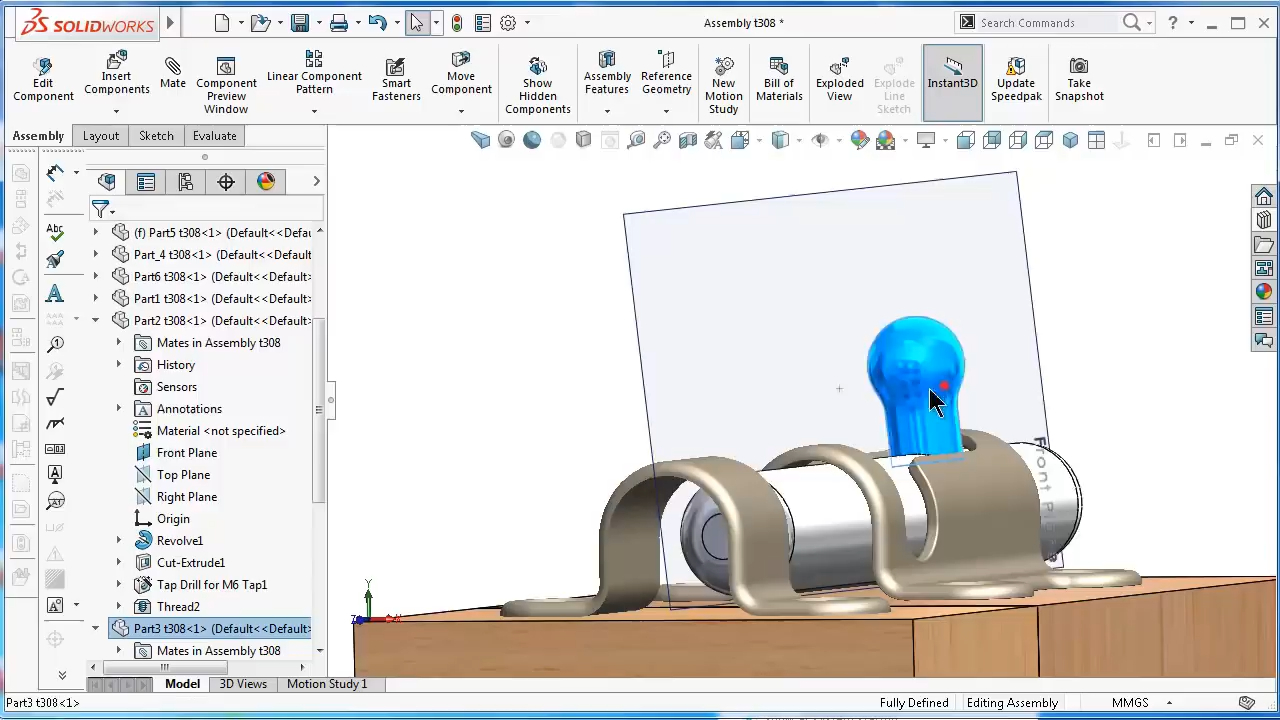 SOLIDWORKS
Assembly t308 *
Search Commands
Edit Component
Insert Components
Mate
Component Preview Window
Linear Component Pattern
Smart Fasteners
Move Component
Show Hidden Components
Assembly Features
Reference Geometry
New Motion Study
Bill of Materials
Exploded View
Explode Line Sketch
Instant3D
Update Speedpak
Take Snapshot
Assembly
Layout
Sketch
Evaluate
(f) Part5 t308<1> (Default<<Defau
Part_4 t308<1> (Default<<Default
Part6 t308<1> (Default<<Default>
Part1 t308<1> (Default<<Default>
Part2 t308<1> (Default<<Default>
Mates in Assembly t308
History
Sensors
Annotations
Material <not specified>
Front Plane
Top Plane
Right Plane
Origin
Revolve1
Cut-Extrude1
Tap Drill for M6 Tap1
Thread2
Part3 t308<1> (Default<<Default>
Mates in Assembly t308
Front Plane
Y
Model
3D Views
Motion Study 1
Part3 t308<1>
Fully Defined
Editing Assembly
MMGS